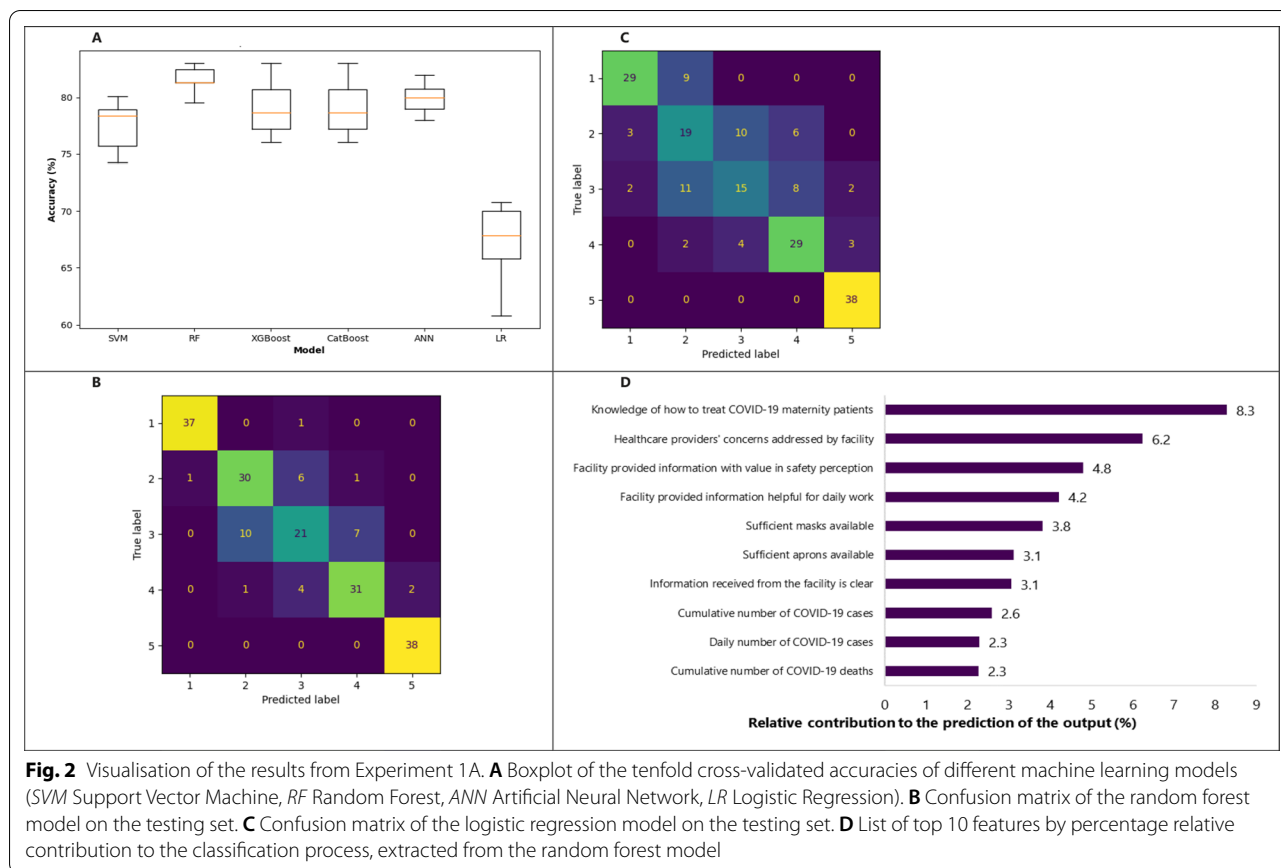 A
Accuracy (%)
80
75
70
65
60
SVM RF XGBoost CatBoost ANN LR
Model
C
True label
1 29 9 0 0 0
2 3 19 10 6 0
3 2 11 15 8 2
4 0 2 4 29 3
5 0 0 0 0 38
1 2 3 4 5
Predicted label
B
True label
1 37 0 1 0 0
2 1 30 6 1 0
3 0 10 21 7 0
4 0 1 4 31 2
5 0 0 0 0 38
1 2 3 4 5
Predicted label
D
Knowledge of how to treat COVID-19 maternity patients 8.3
Healthcare providers' concerns addressed by facility 6.2
Facility provided information with value in safety perception 4.8
Facility provided information helpful for daily work 4.2
Sufficient masks available 3.8
Sufficient aprons available 3.1
Information received from the facility is clear 3.1
Cumulative number of COVID-19 cases 2.6
Daily number of COVID-19 cases 2.3
Cumulative number of COVID-19 deaths 2.3
0 1 2 3 4 5 6 7 8 9
Relative contribution to the prediction of the output (%)
Fig. 2 Visualisation of the results from Experiment 1A. A Boxplot of the tenfold cross-validated accuracies of different machine learning models
(SVM Support Vector Machine, RF Random Forest, ANN Artificial Neural Network, LR Logistic Regression). B Confusion matrix of the random forest
model on the testing set. C Confusion matrix of the logistic regression model on the testing set. D List of top 10 features by percentage relative
contribution to the classification process, extracted from the random forest model